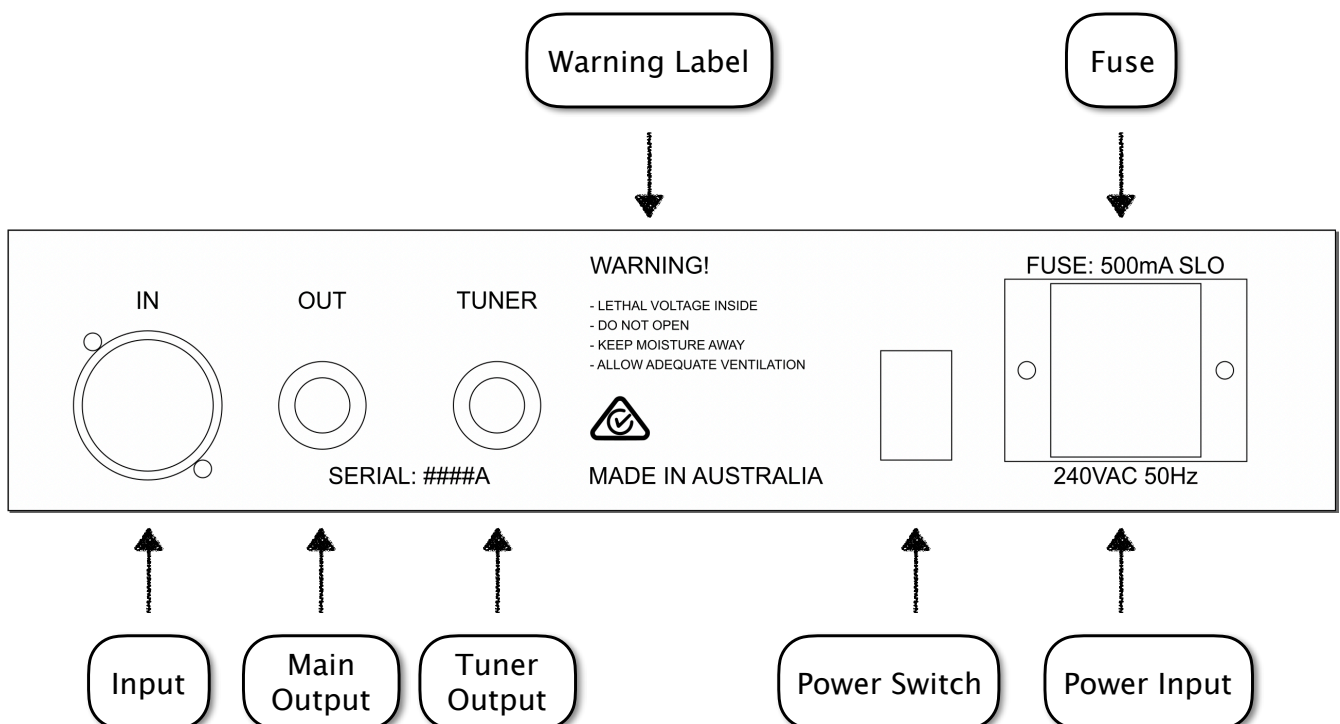 Warning Label
Fuse
WARNING!
- LETHAL VOLTAGE INSIDE
- DO NOT OPEN
- KEEP MOISTURE AWAY
- ALLOW ADEQUATE VENTILATION
FUSE: 500mA SLO
IN
OUT
TUNER
SERIAL: ####A
MADE IN AUSTRALIA
240VAC 50Hz
Input
Main
Output
Tuner
Output
Power Switch
Power Input